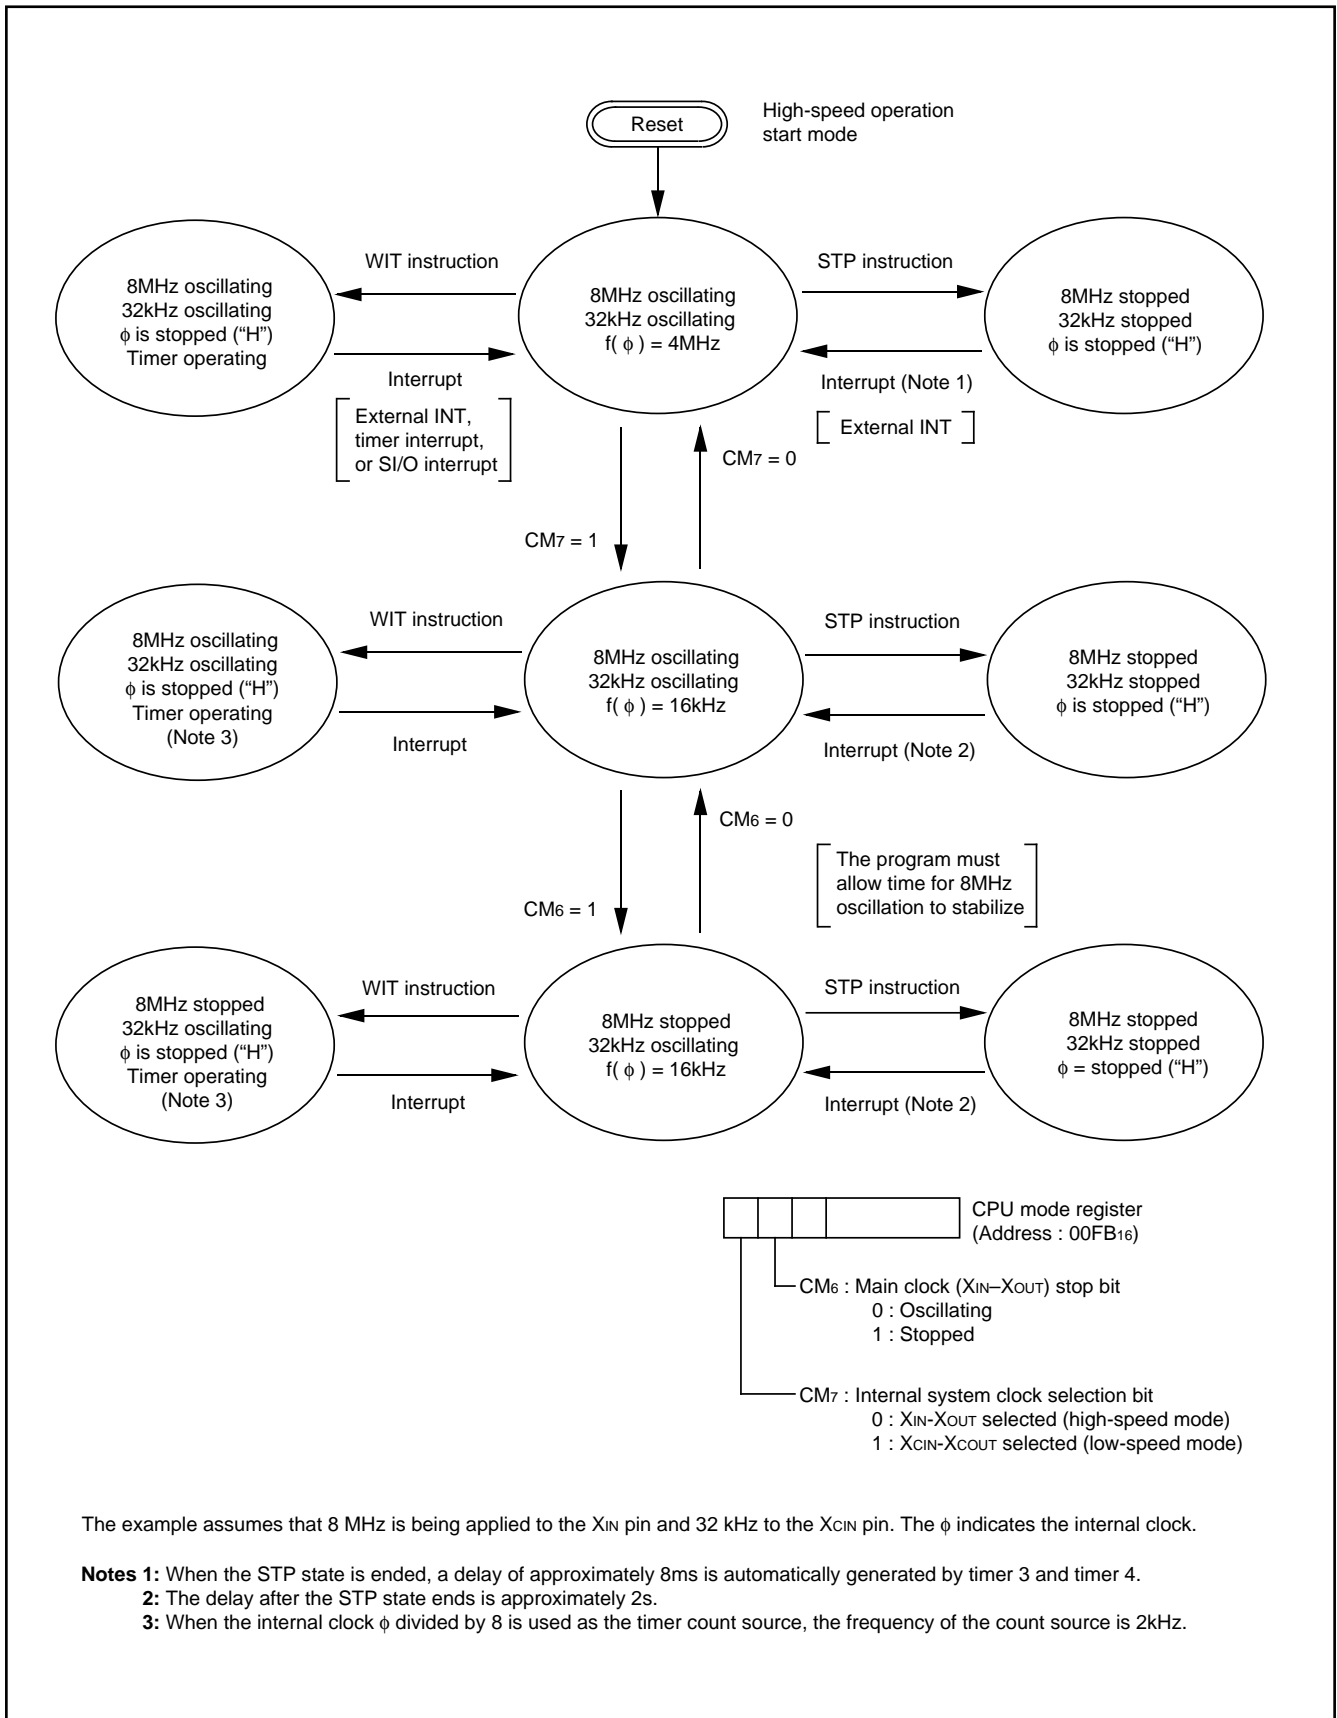 Reset
High-speed operation
start mode
8MHz oscillating
32kHz oscillating
ϕ is stopped (“H”)
Timer operating
WIT instruction
Interrupt
External INT,
timer interrupt,
or SI/O interrupt
8MHz oscillating
32kHz oscillating
f( ϕ ) = 4MHz
STP instruction
Interrupt (Note 1)
External INT
8MHz stopped
32kHz stopped
ϕ is stopped (“H”)
CM7 = 0
CM7 = 1
8MHz oscillating
32kHz oscillating
ϕ is stopped (“H”)
Timer operating
(Note 3)
WIT instruction
Interrupt
8MHz oscillating
32kHz oscillating
f( ϕ ) = 16kHz
STP instruction
Interrupt (Note 2)
8MHz stopped
32kHz stopped
ϕ is stopped (“H”)
CM6 = 0
The program must
allow time for 8MHz
oscillation to stabilize
CM6 = 1
8MHz stopped
32kHz oscillating
ϕ is stopped (“H”)
Timer operating
(Note 3)
WIT instruction
Interrupt
8MHz stopped
32kHz oscillating
f( ϕ ) = 16kHz
STP instruction
Interrupt (Note 2)
8MHz stopped
32kHz stopped
ϕ = stopped (“H”)
CPU mode register
(Address : 00FB16)
CM6 : Main clock (XIN–XOUT) stop bit
0 : Oscillating
1 : Stopped
CM7 : Internal system clock selection bit
0 : XIN-XOUT selected (high-speed mode)
1 : XCIN-XCOUT selected (low-speed mode)
The example assumes that 8 MHz is being applied to the XIN pin and 32 kHz to the XCIN pin. The ϕ indicates the internal clock.
Notes 1: When the STP state is ended, a delay of approximately 8ms is automatically generated by timer 3 and timer 4.
2: The delay after the STP state ends is approximately 2s.
3: When the internal clock ϕ divided by 8 is used as the timer count source, the frequency of the count source is 2kHz.